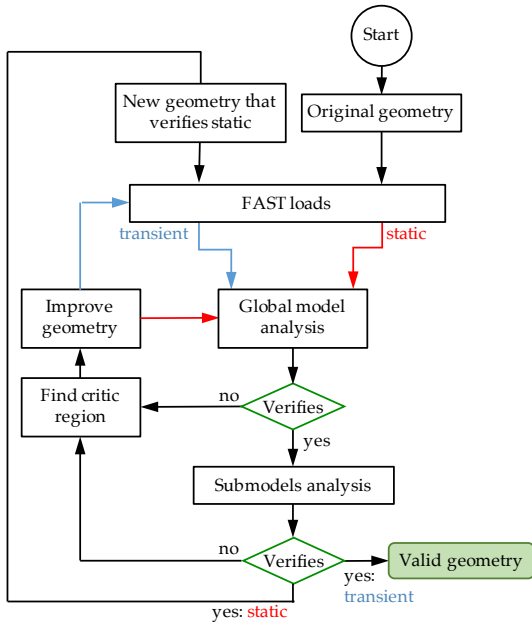 Start
New geometry that
verifies static
Original geometry
FAST loads
transient
static
Improve
geometry
Global model
analysis
Find critic
region
no
Verifies
yes
Submodels analysis
no
Verifies
Valid geometry
yes:
transient
yes: static